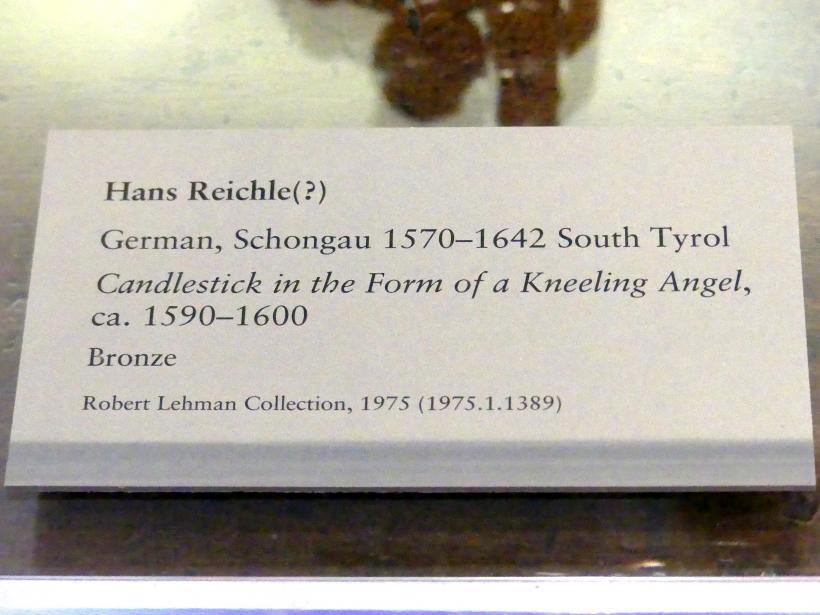 Hans Reichle(?)
German, Schongau 1570–1642 South Tyrol
Candlestick in the Form of a Kneeling Angel,
ca. 1590–1600
Bronze
Robert Lehman Collection, 1975 (1975.1.1389)